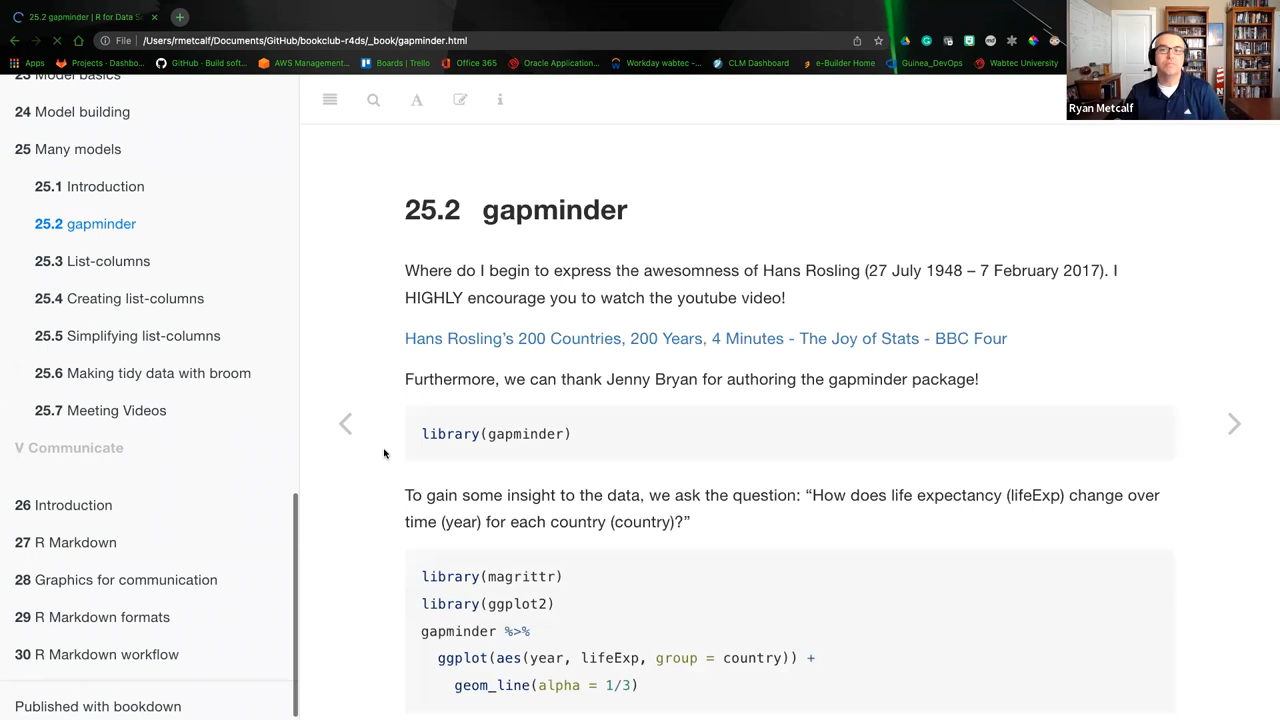 25.2 gapminder | R for Data S
File /Users/rmetcalf/Documents/GitHub/bookclub-r4ds/_book/gapminder.html
Apps Projects - Dashbo... GitHub · Build soft... AWS Management... Boards | Trello Office 365 Oracle Application... Workday wabtec –... CLM Dashboard e-Builder Home Guinea_DevOps Wabtec University
Ryan Metcalf
23 Model basics
24 Model building
25 Many models
25.1 Introduction
25.2 gapminder
25.3 List-columns
25.4 Creating list-columns
25.5 Simplifying list-columns
25.6 Making tidy data with broom
25.7 Meeting Videos
V Communicate
26 Introduction
27 R Markdown
28 Graphics for communication
29 R Markdown formats
30 R Markdown workflow
Published with bookdown
25.2 gapminder
Where do I begin to express the awesomness of Hans Rosling (27 July 1948 – 7 February 2017). I
HIGHLY encourage you to watch the youtube video!
Hans Rosling's 200 Countries, 200 Years, 4 Minutes - The Joy of Stats - BBC Four
Furthermore, we can thank Jenny Bryan for authoring the gapminder package!
library(gapminder)
To gain some insight to the data, we ask the question: “How does life expectancy (lifeExp) change over
time (year) for each country (country)?”
library(magrittr)
library(ggplot2)
gapminder %>%
ggplot(aes(year, lifeExp, group = country)) +
geom_line(alpha = 1/3)